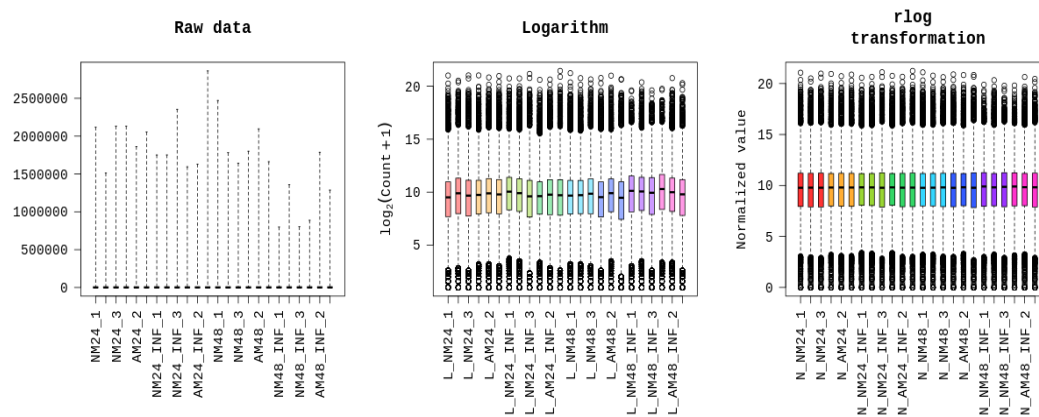 Raw data
2500000
2000000
1500000
1000000
500000
0
NM24_1
NM24_3
AM24_2
NM24_INF_1
NM24_INF_3
AM24_INF_2
NM48_1
NM48_3
AM48_2
NM48_INF_1
NM48_INF_3
AM48_INF_2
Logarithm
log2(Count + 1)
20
15
10
5
L_NM24_1
L_NM24_3
L_AM24_2
L_NM24_INF_1
L_NM24_INF_3
L_AM24_INF_2
L_NM48_1
L_NM48_3
L_AM48_2
L_NM48_INF_1
L_NM48_INF_3
L_AM48_INF_2
rlog
transformation
Normalized value
20
15
10
5
0
N_NM24_1
N_NM24_3
N_AM24_2
N_NM24_INF_1
N_NM24_INF_3
N_AM24_INF_2
N_NM48_1
N_NM48_3
N_AM48_2
N_NM48_INF_1
N_NM48_INF_3
N_AM48_INF_2